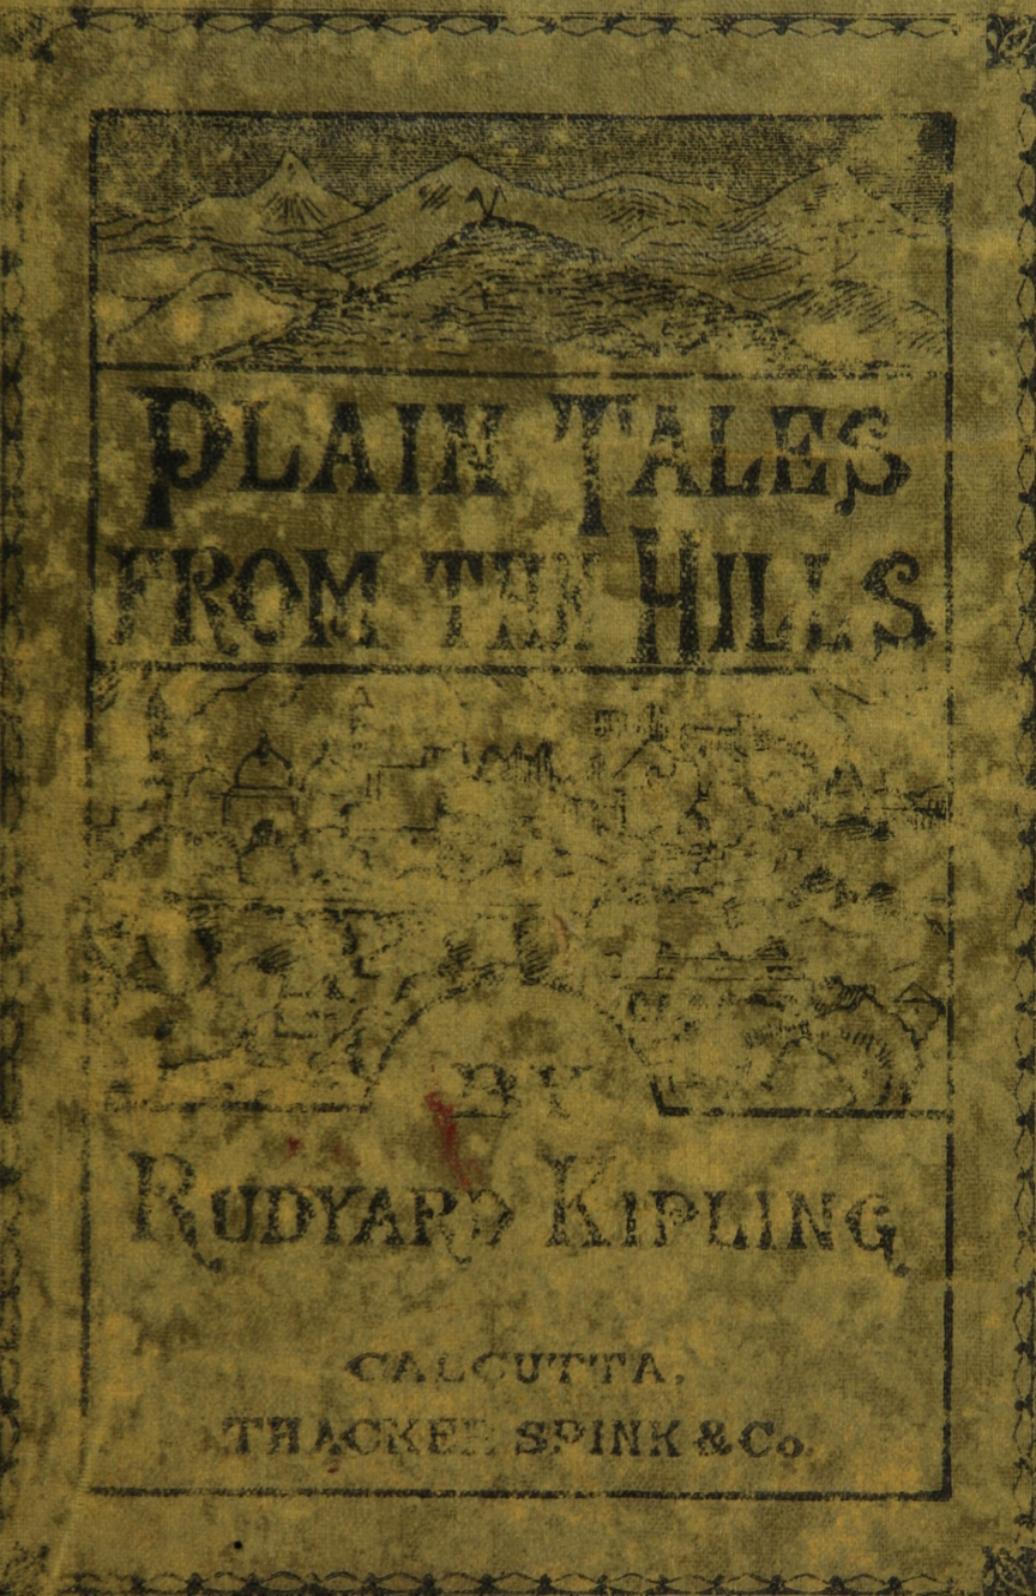 PLAIN TALES
FROM THE HILLS
BY
RUDYARD KIPLING
CALCUTTA,
THACKER SPINK & Co.